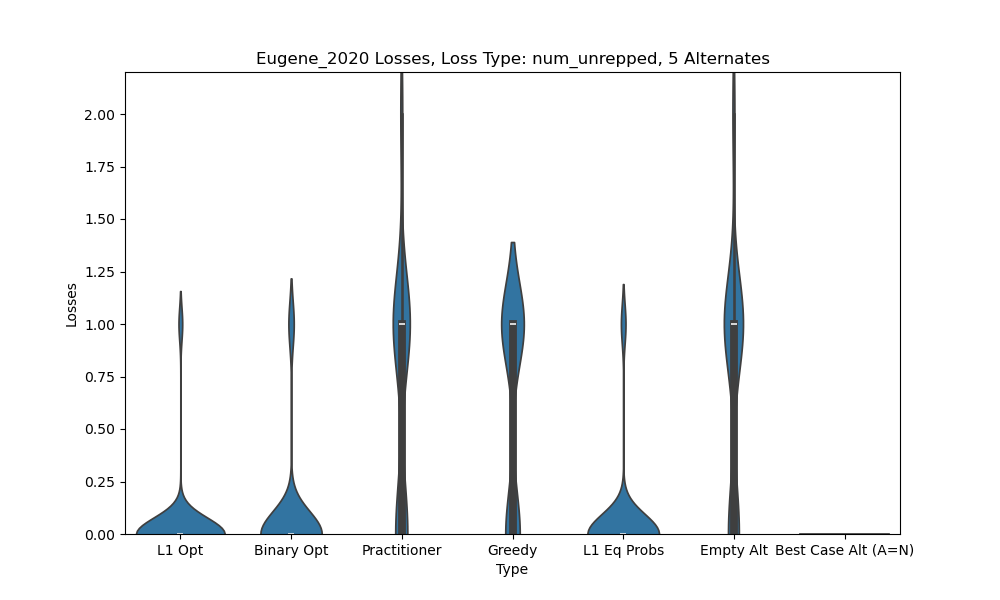 Eugene_2020 Losses, Loss Type: num_unrepped, 5 Alternates
Losses
2.00
1.75
1.50
1.25
1.00
0.75
0.50
0.25
0.00
L1 Opt Binary Opt Practitioner Greedy L1 Eq Probs Empty Alt Best Case Alt (A=N)
Type